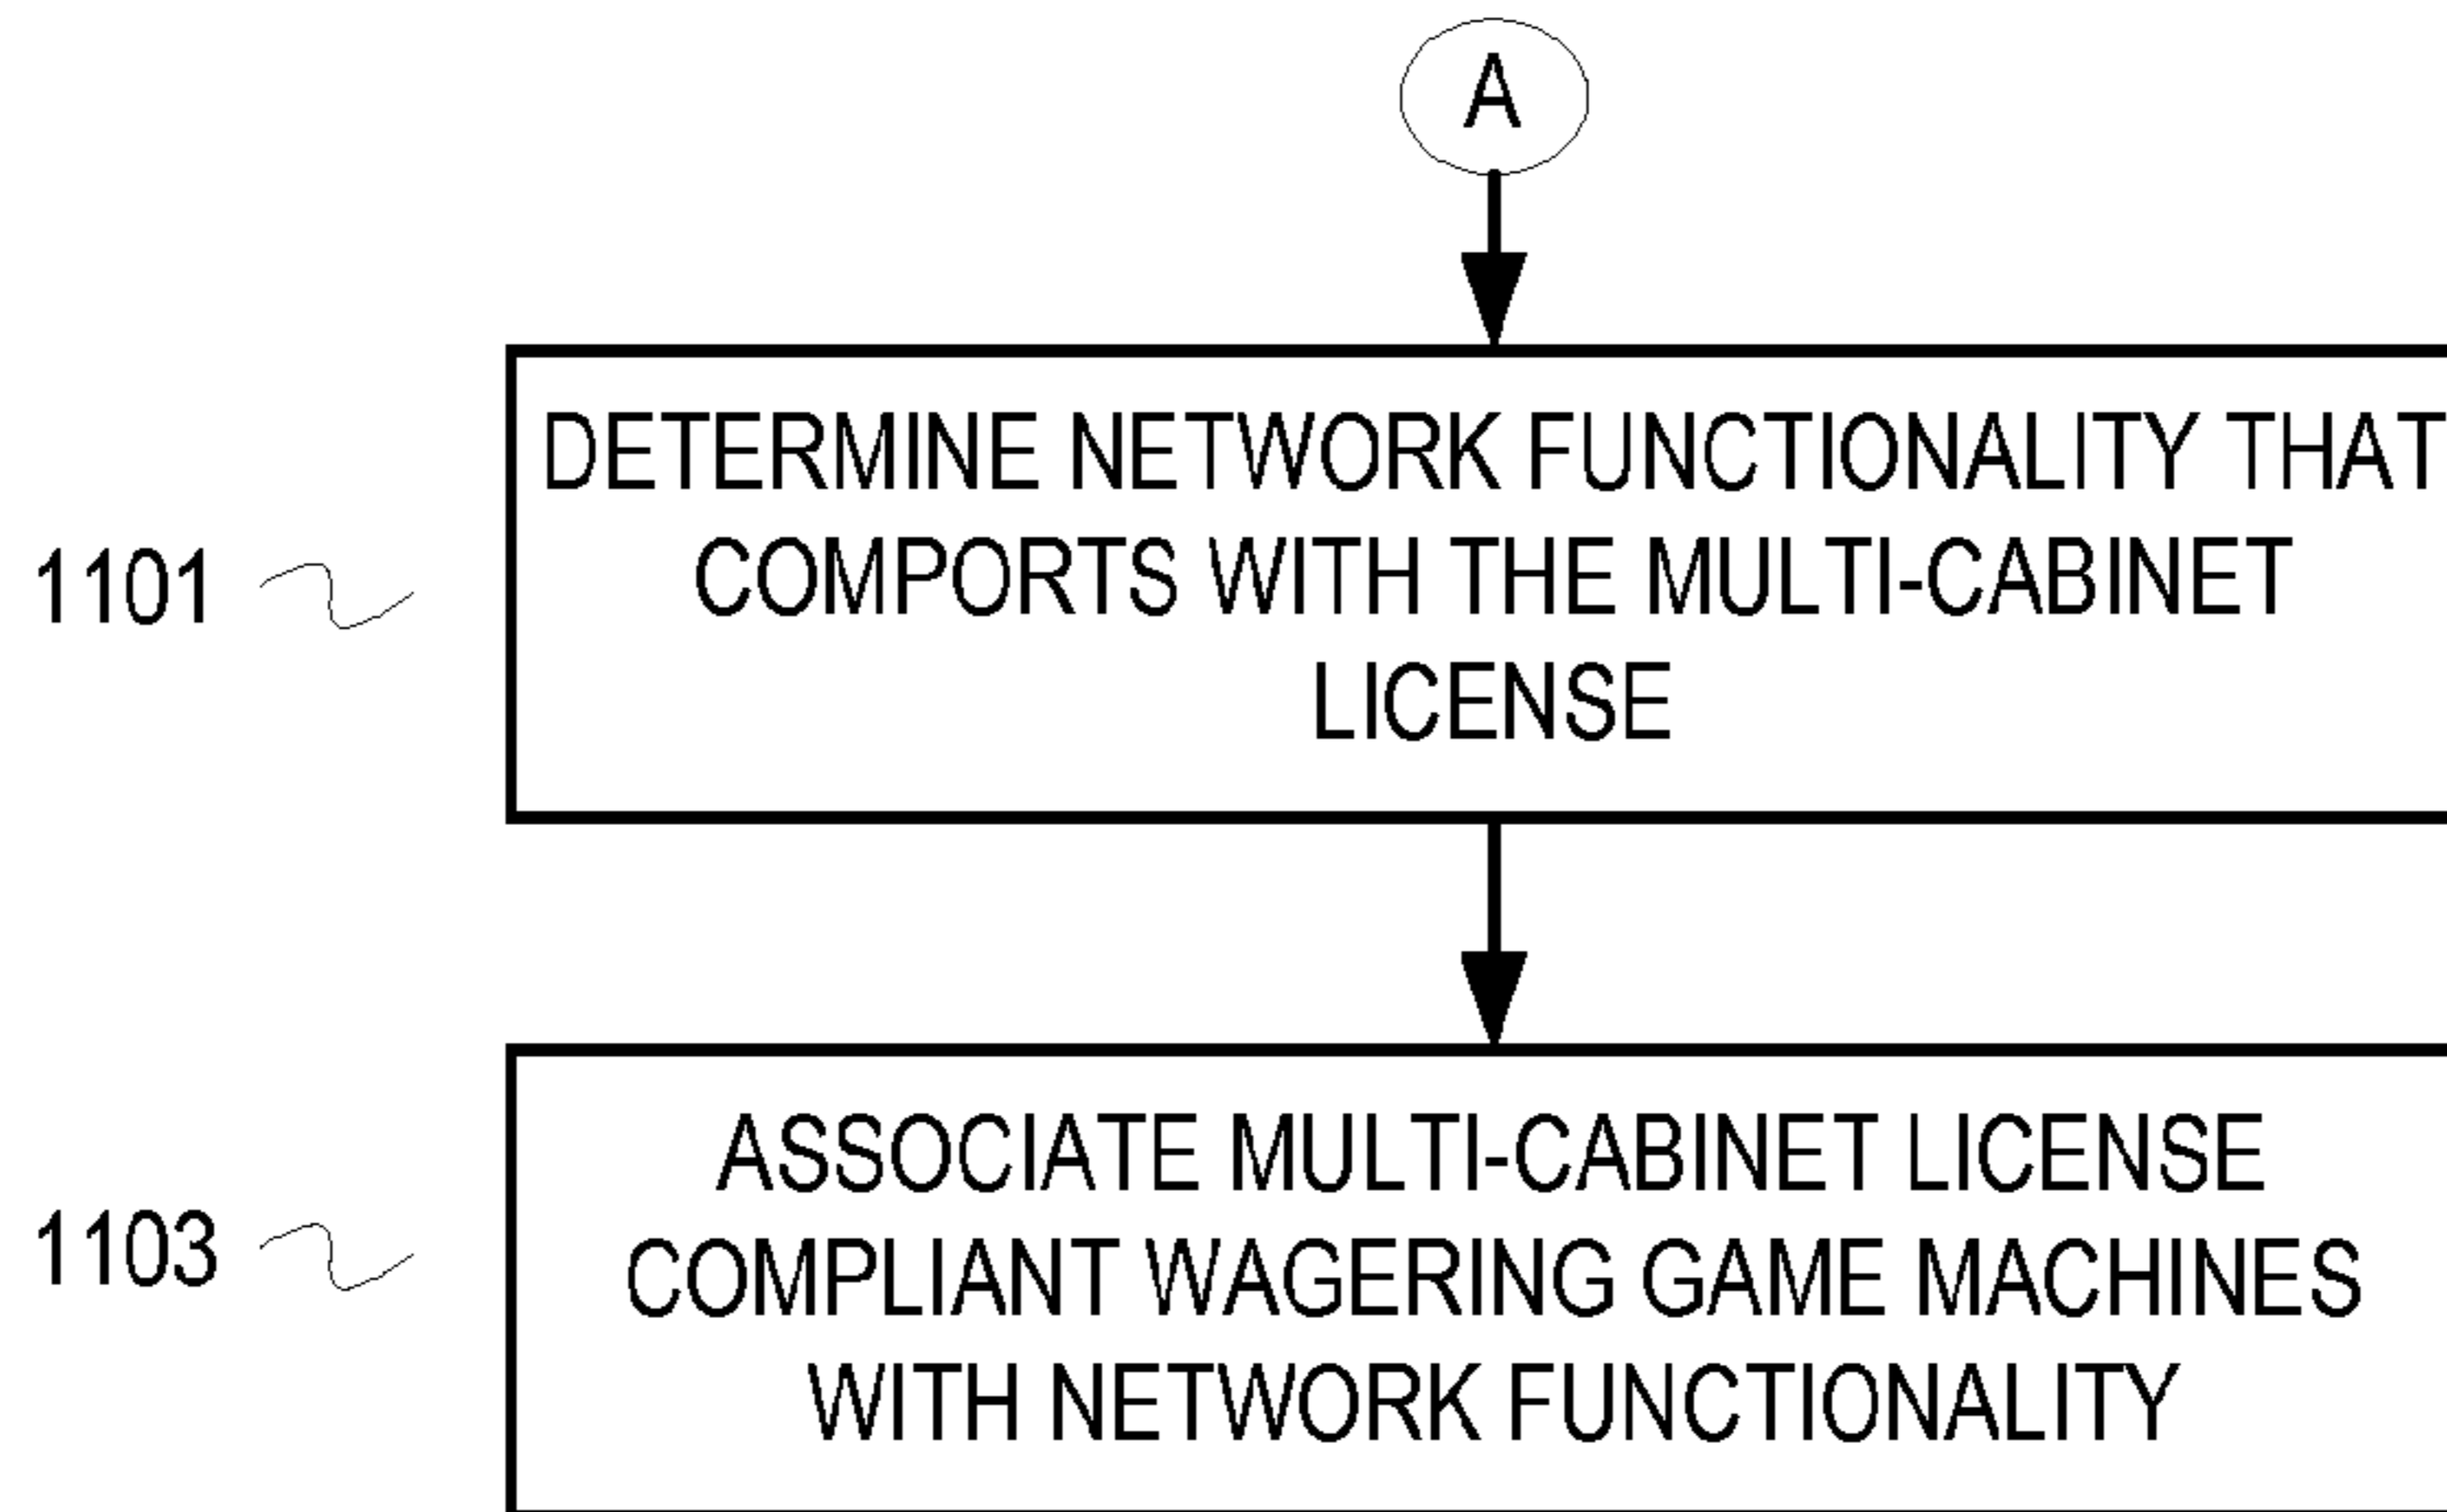 A
DETERMINE NETWORK FUNCTIONALITY THAT
COMPORTS WITH THE MULTI-CABINET
LICENSE
1101
ASSOCIATE MULTI-CABINET LICENSE
COMPLIANT WAGERING GAME MACHINES
WITH NETWORK FUNCTIONALITY
1103